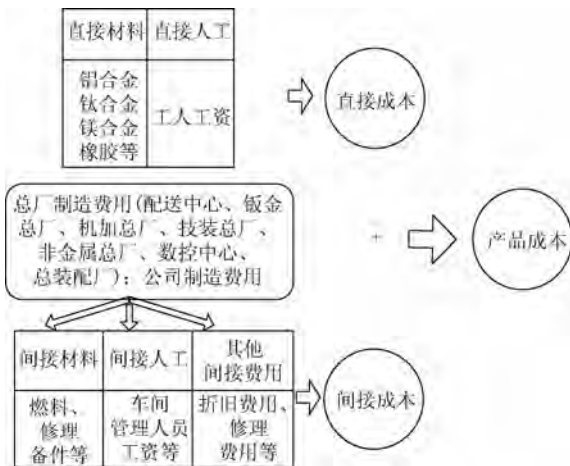 直接材料 直接人工
铝合金
钛合金
镁合金
橡胶等
工人工资
直接成本
总厂制造费用(配送中心、钣金
总厂、机加总厂、技装总厂、
非金属总厂、数控中心、
总装配厂)：公司制造费用
+
产品成本
间接材料 间接人工 其他
间接费用
燃料、
修理
备件等
车间
管理人员
工资等
折旧费用、
修理
费用等
间接成本